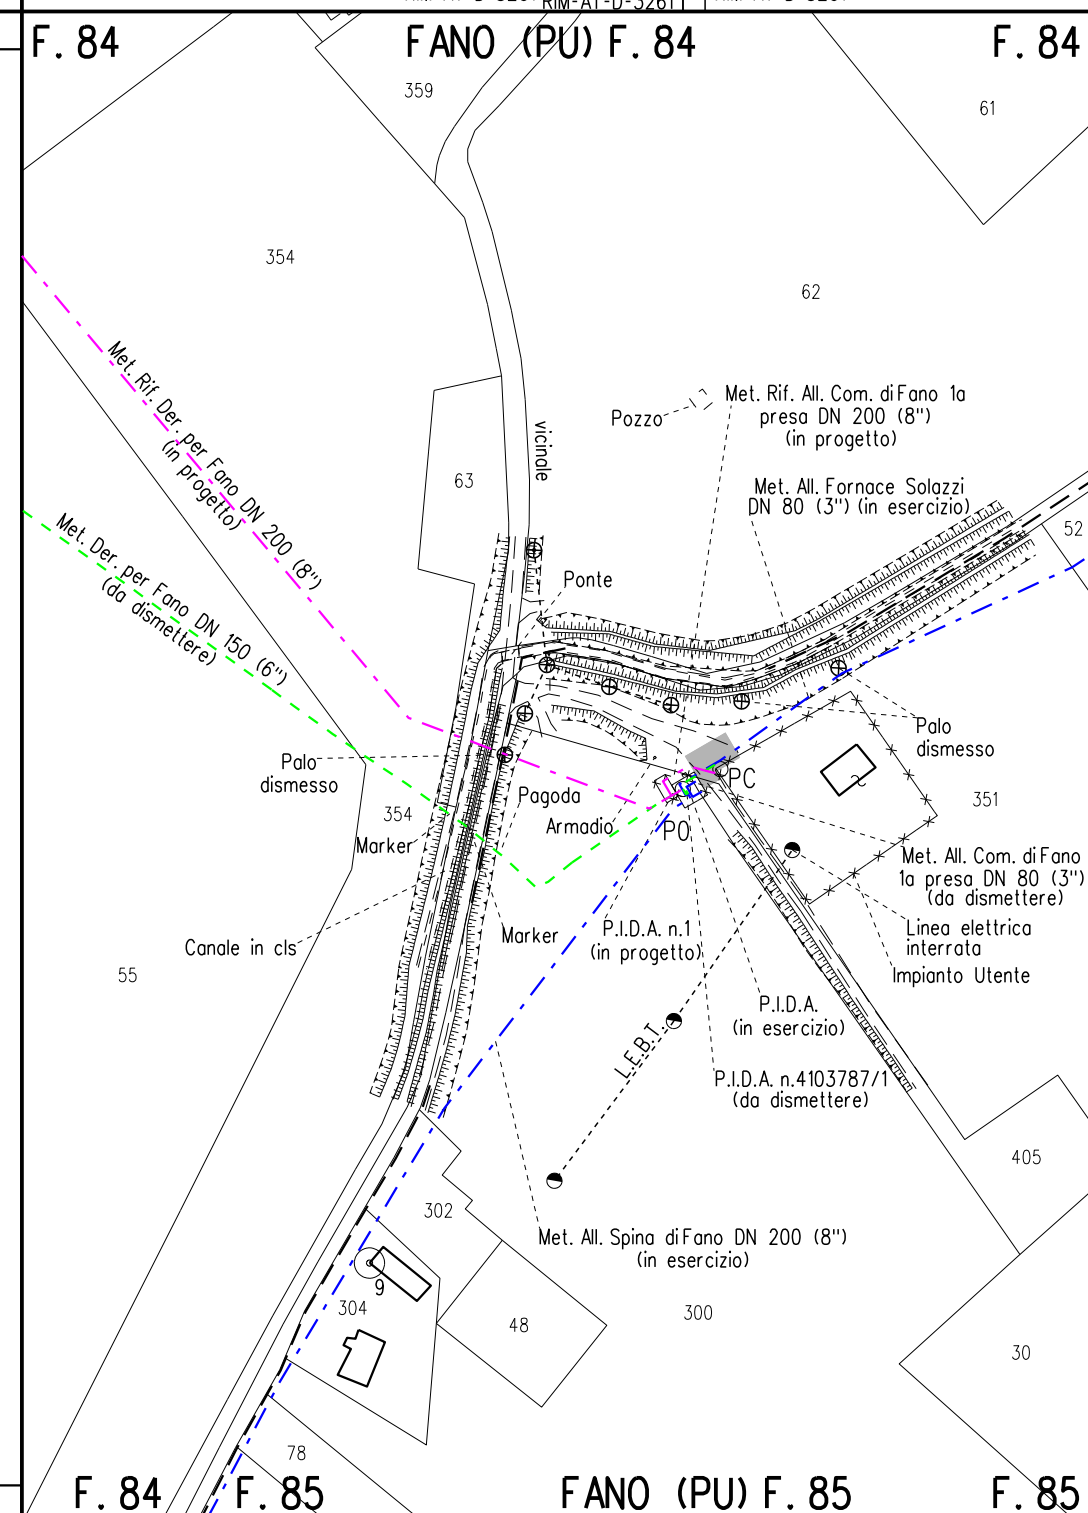 RIM-AT-D-3261
F. 84
FANO (PU) F. 84
F. 84
359
61
354
62
Met. Rif. Der. per Fano DN 200 (8")
(in progetto)
Met. Rif. All. Com. di Fano 1a
presa DN 200 (8")
(in progetto)
Pozzo
vicinale
63
Met. All. Fornace Solazzi
DN 80 (3") (in esercizio)
52
Met. Der. per Fano DN 150 (6")
(da dismettere)
Ponte
Palo
dismesso
Palo
dismesso
PC
Pagoda
351
354
Armadio
PO
Marker
Met. All. Com. di Fano
1a presa DN 80 (3")
(da dismettere)
Canale in cls
Marker
P.I.D.A. n.1
(in progetto)
Linea elettrica
interrata
Impianto Utente
55
P.I.D.A.
(in esercizio)
L.E.B.T.
P.I.D.A. n.4103787/1
(da dismettere)
405
302
Met. All. Spina di Fano DN 200 (8")
(in esercizio)
9
304
48
300
30
78
F. 84
F. 85
FANO (PU) F. 85
F. 85